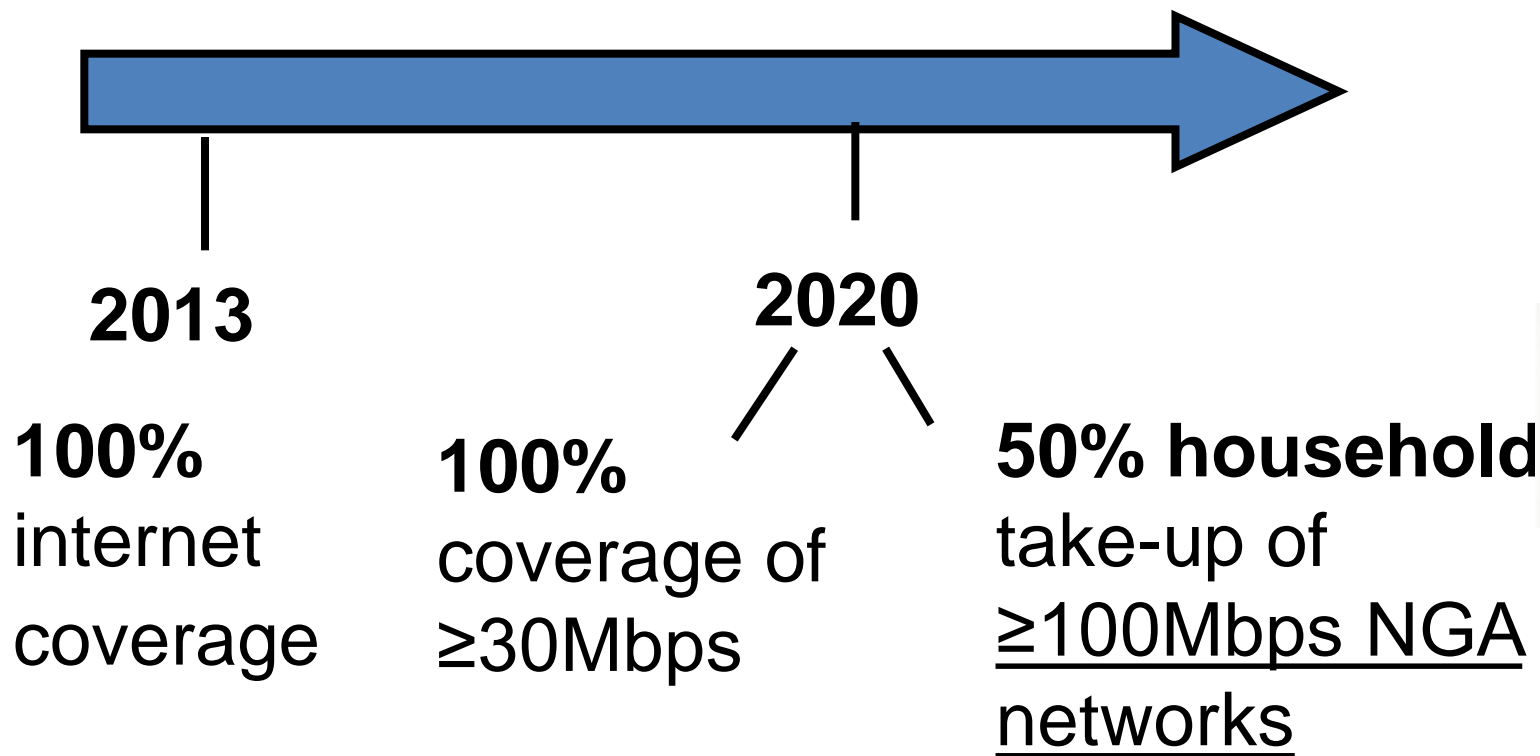 2013
2020
100%
internet
coverage
100%
coverage of
≥30Mbps
50% household
take-up of
≥100Mbps NGA
networks